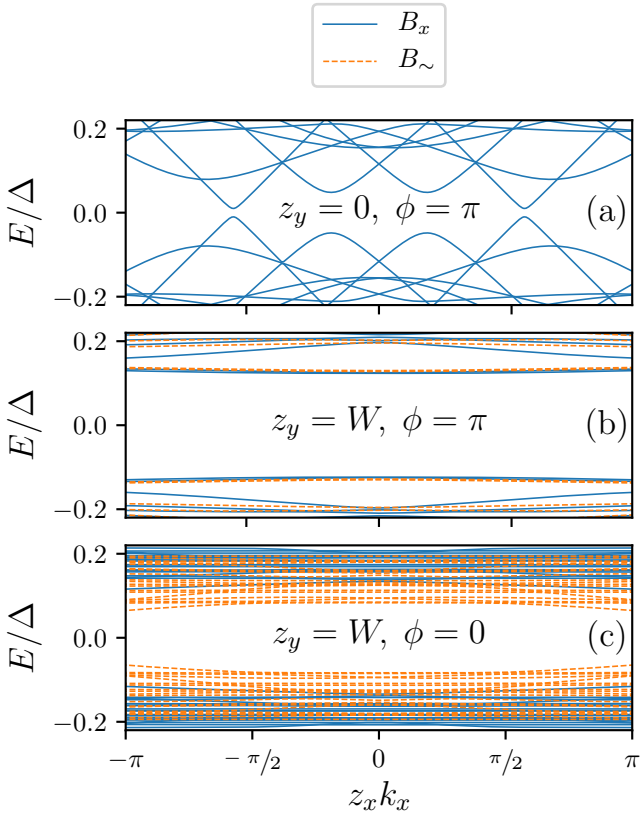 B_x
B_∼
0.2
0.0
−0.2
E/Δ
z_y = 0, ϕ = π
(a)
0.2
0.0
−0.2
E/Δ
z_y = W, ϕ = π
(b)
0.2
0.0
−0.2
E/Δ
z_y = W, ϕ = 0
(c)
−π
−π/2
0
π/2
π
z_x k_x